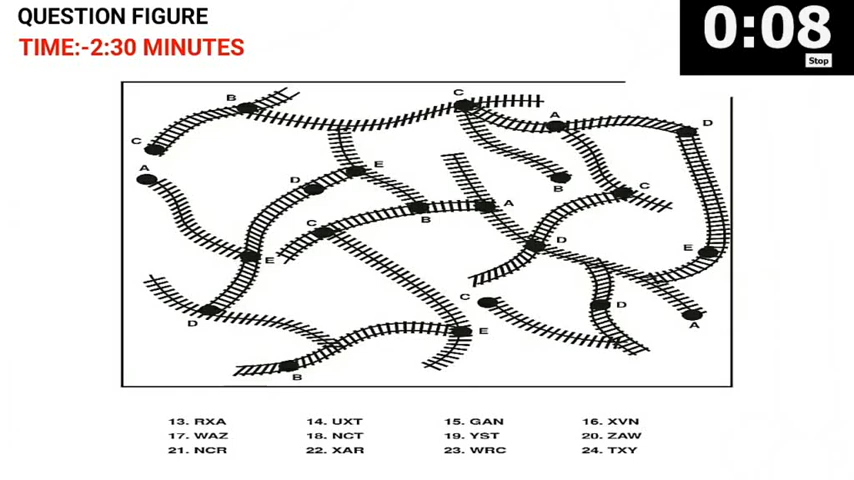 QUESTION FIGURE
TIME:-2:30 MINUTES
0:08
Stop
B
C
A
D
C
A
D
E
B
C
A
B
C
D
E
E
C
D
A
D
E
B
13. RXA 14. UXT 15. GAN 16. XVN
17. WAZ 18. NCT 19. YST 20. ZAW
21. NCR 22. XAR 23. WRC 24. TXY